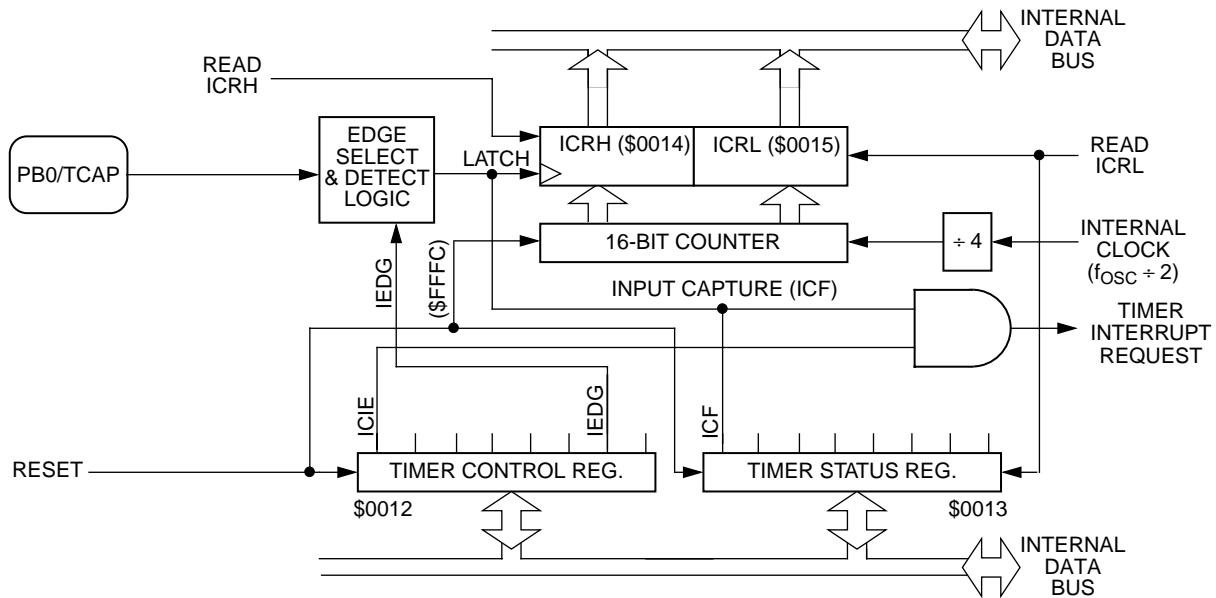 INTERNAL
DATA
BUS
READ
ICRH
EDGE
SELECT
& DETECT
LOGIC
PB0/TCAP
LATCH
ICRH ($0014)
ICRL ($0015)
READ
ICRL
16-BIT COUNTER
÷ 4
INTERNAL
CLOCK
(fOSC ÷ 2)
IEDG
($FFFC)
INPUT CAPTURE (ICF)
TIMER
INTERRUPT
REQUEST
ICIE
IEDG
ICF
RESET
TIMER CONTROL REG.
TIMER STATUS REG.
$0012
$0013
INTERNAL
DATA
BUS